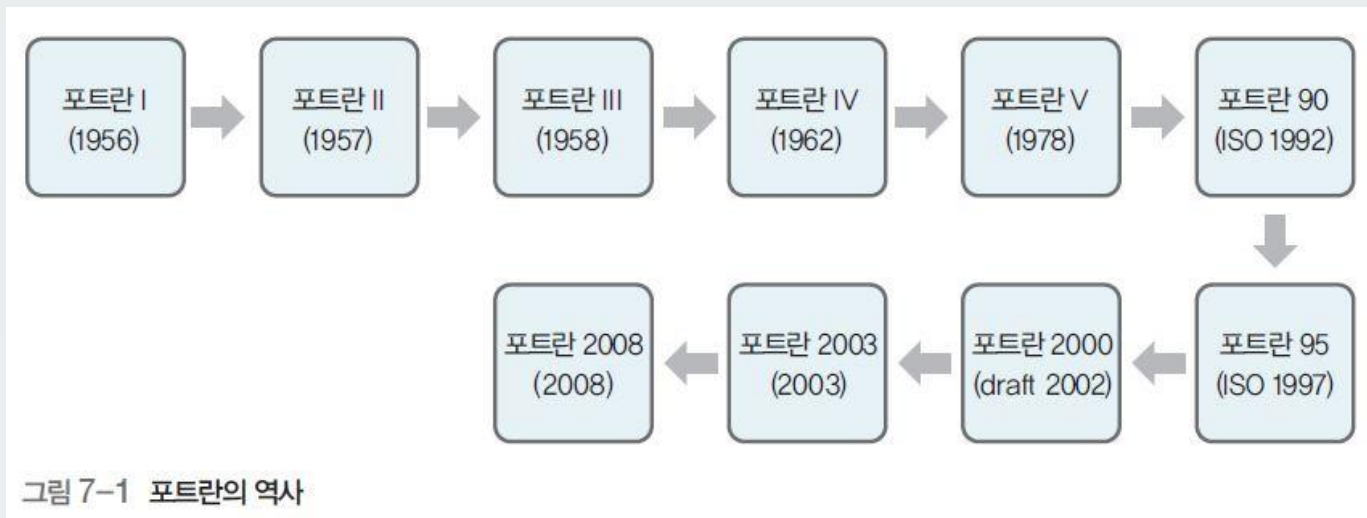 포트란 I
(1956)
포트란 II
(1957)
포트란 III
(1958)
포트란 IV
(1962)
포트란 V
(1978)
포트란 90
(ISO 1992)
포트란 2008
(2008)
포트란 2003
(2003)
포트란 2000
(draft 2002)
포트란 95
(ISO 1997)
그림 7-1 포트란의 역사